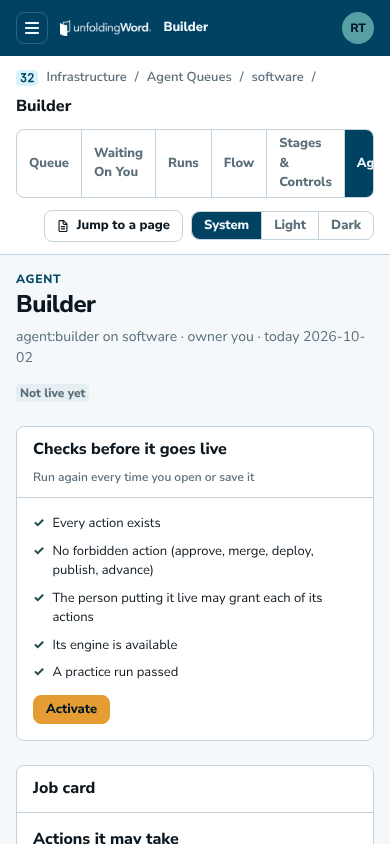 unfoldingWord. Builder RT
32 Infrastructure / Agent Queues / software /
Builder
Queue
Waiting
On You
Runs
Flow
Stages
&
Controls
Ag
Jump to a page
System Light Dark
AGENT
Builder
agent:builder on software · owner you · today 2026-10-
02
Not live yet
Checks before it goes live
Run again every time you open or save it
✓ Every action exists
✓ No forbidden action (approve, merge, deploy,
publish, advance)
✓ The person putting it live may grant each of its
actions
✓ Its engine is available
✓ A practice run passed
Activate
Job card
Actions it may take